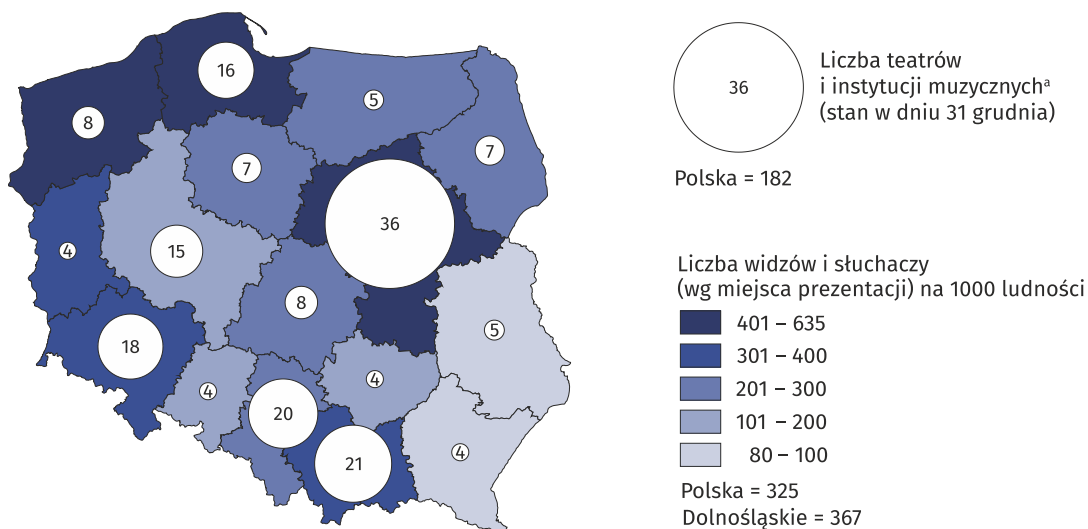 16
8
5
7
7
36
4
15
8
18
5
4
4
20
21
4
36
Liczba teatrów
i instytucji muzycznychᵃ
(stan w dniu 31 grudnia)
Polska = 182
Liczba widzów i słuchaczy
(wg miejsca prezentacji) na 1000 ludności
401 – 635
301 – 400
201 – 300
101 – 200
80 – 100
Polska = 325
Dolnośląskie = 367